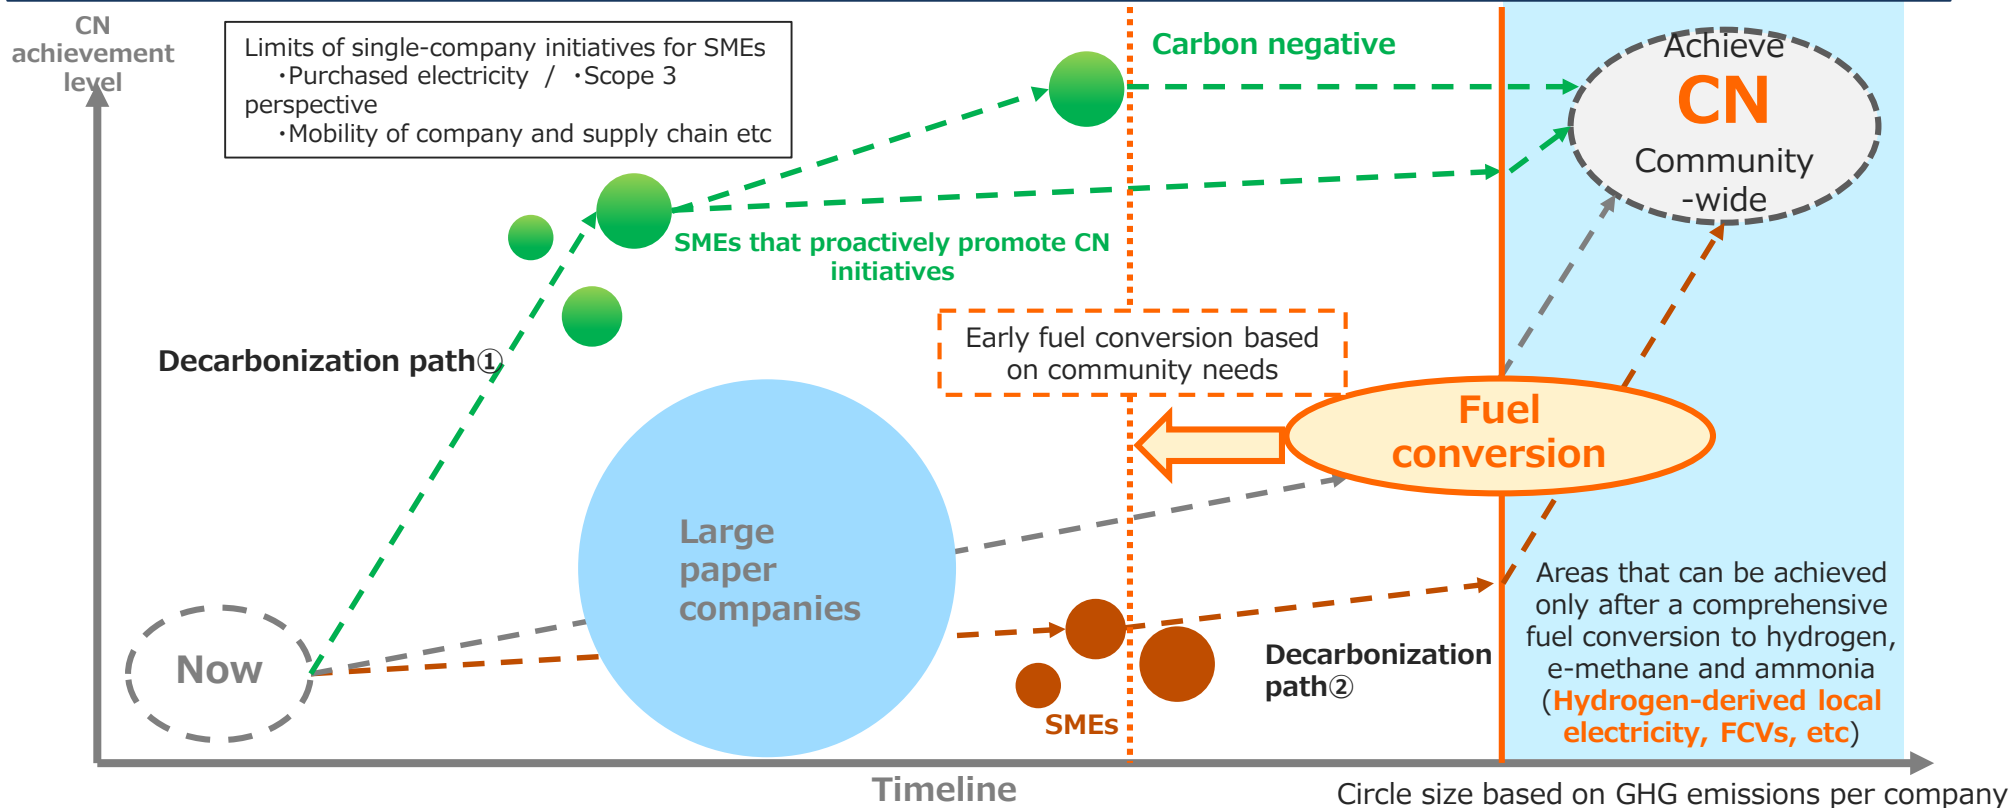 CN
achievement
level
Limits of single-company initiatives for SMEs
・Purchased electricity / ・Scope 3
perspective
・Mobility of company and supply chain etc
Carbon negative
Achieve
CN
Community
-wide
SMEs that proactively promote CN
initiatives
Decarbonization path①
Early fuel conversion based
on community needs
Fuel
conversion
Large
paper
companies
Now
Areas that can be achieved
only after a comprehensive
fuel conversion to hydrogen,
e-methane and ammonia
(Hydrogen-derived local
electricity, FCVs, etc)
Decarbonization
path②
SMEs
Timeline
Circle size based on GHG emissions per company